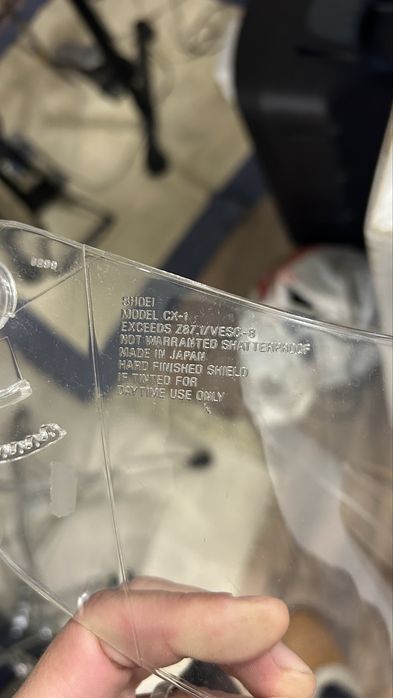 SHOEI
MODEL CX-1
EXCEEDS Z87.1/VESC-8
NOT WARRANTED SHATTERPROOF
MADE IN JAPAN
HARD FINISHED SHIELD
IF TINTED FOR
DAYTIME USE ONLY